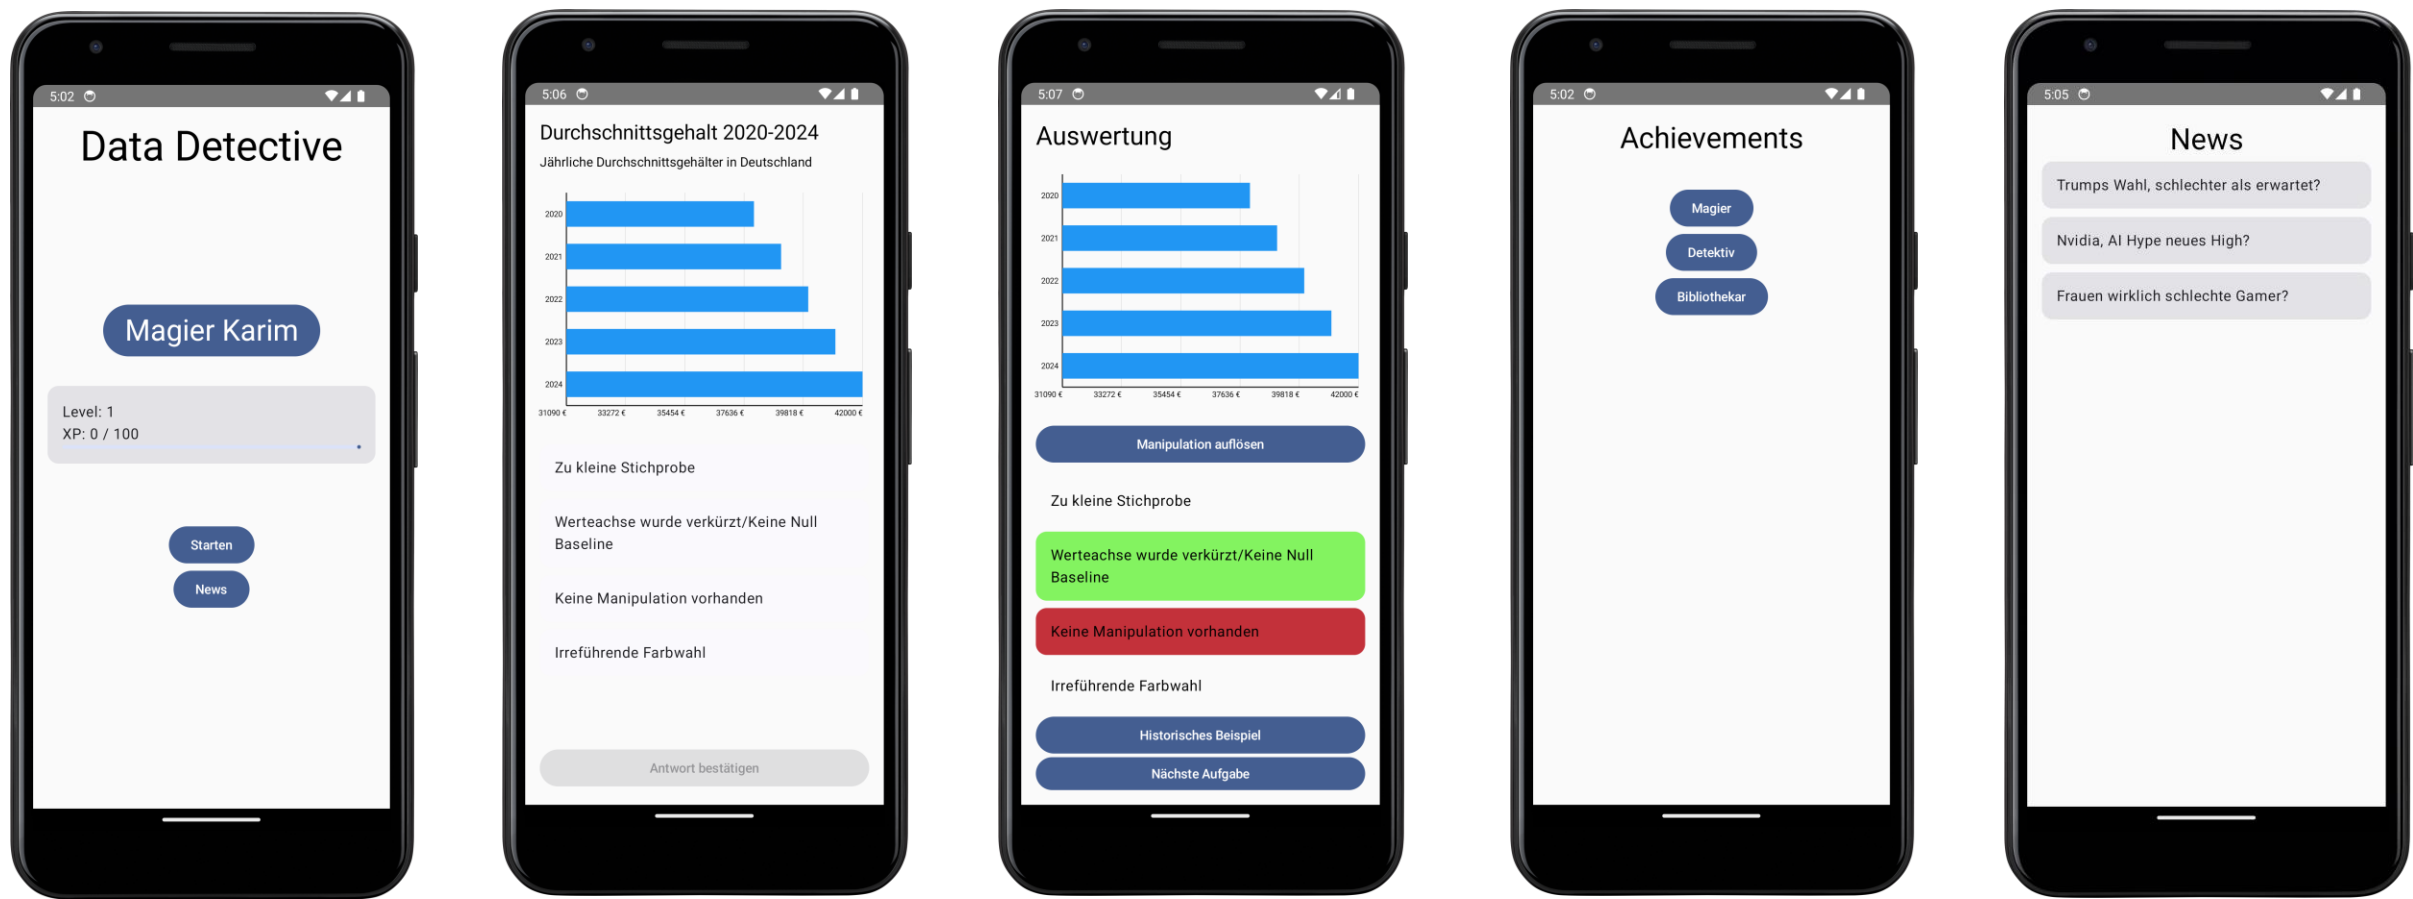 5:02
Data Detective
Magier Karim
Level: 1
XP: 0 / 100
Starten
News
5:06
Durchschnittsgehalt 2020-2024
Jährliche Durchschnittsgehälter in Deutschland
2020
2021
2022
2023
2024
31090 € 33272 € 35454 € 37636 € 39818 € 42000 €
Zu kleine Stichprobe
Werteachse wurde verkürzt/Keine Null
Baseline
Keine Manipulation vorhanden
Irreführende Farbwahl
Antwort bestätigen
5:07
Auswertung
2020
2021
2022
2023
2024
31090 € 33272 € 35454 € 37636 € 39818 € 42000 €
Manipulation auflösen
Zu kleine Stichprobe
Werteachse wurde verkürzt/Keine Null
Baseline
Keine Manipulation vorhanden
Irreführende Farbwahl
Historisches Beispiel
Nächste Aufgabe
5:02
Achievements
Magier
Detektiv
Bibliothekar
5:05
News
Trumps Wahl, schlechter als erwartet?
Nvidia, AI Hype neues High?
Frauen wirklich schlechte Gamer?